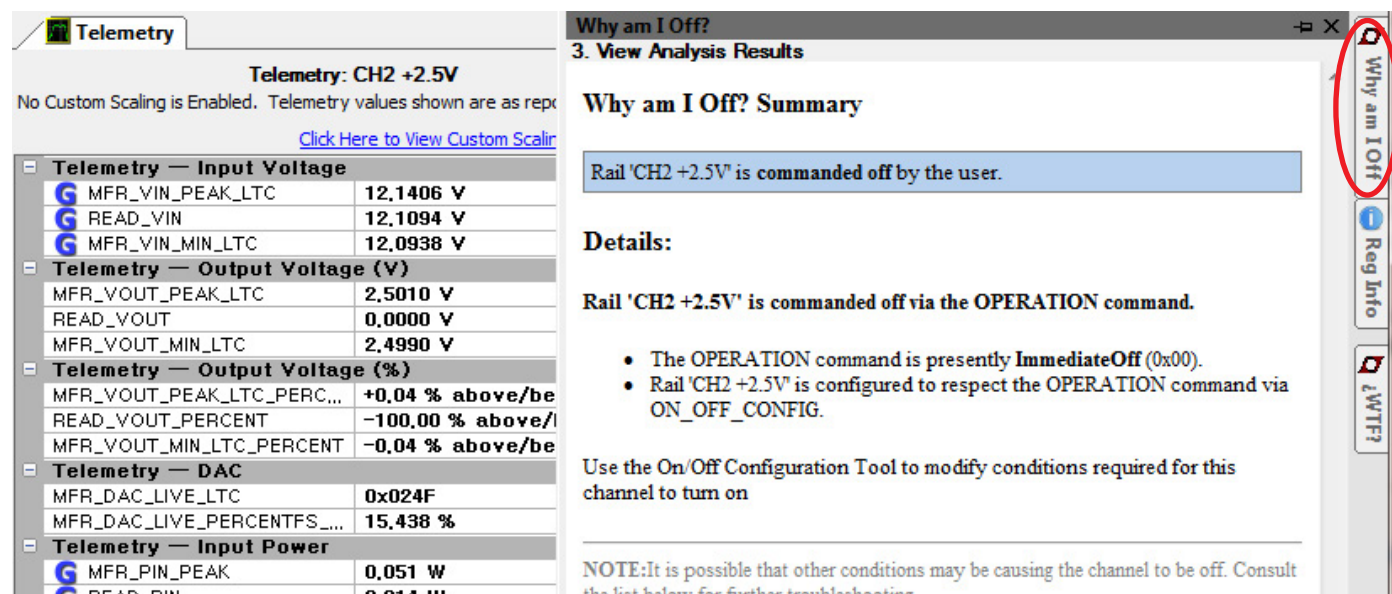 Telemetry
Telemetry: CH2 +2.5V
No Custom Scaling is Enabled. Telemetry values shown are as repo
Click Here to View Custom Scalin
Telemetry — Input Voltage
G MFR_VIN_PEAK_LTC 12,1406 V
G READ_VIN 12,1094 V
G MFR_VIN_MIN_LTC 12,0938 V
Telemetry — Output Voltage (V)
MFR_VOUT_PEAK_LTC 2,5010 V
READ_VOUT 0,0000 V
MFR_VOUT_MIN_LTC 2,4990 V
Telemetry — Output Voltage (%)
MFR_VOUT_PEAK_LTC_PERC... +0,04 % above/be
READ_VOUT_PERCENT -100,00 % above/
MFR_VOUT_MIN_LTC_PERCENT -0,04 % above/be
Telemetry — DAC
MFR_DAC_LIVE_LTC 0x024F
MFR_DAC_LIVE_PERCENTFS_... 15,438 %
Telemetry — Input Power
G MFR_PIN_PEAK 0,051 W
Why am I Off?
3. View Analysis Results
Why am I Off? Summary
Rail 'CH2 +2.5V' is commanded off by the user.
Details:
Rail 'CH2 +2.5V' is commanded off via the OPERATION command.
• The OPERATION command is presently ImmediateOff (0x00).
• Rail 'CH2 +2.5V' is configured to respect the OPERATION command via
ON_OFF_CONFIG.
Use the On/Off Configuration Tool to modify conditions required for this
channel to turn on
NOTE:It is possible that other conditions may be causing the channel to be off. Consult
the list below for further troubleshooting
Why am I Off
Reg Info
¿WTF?